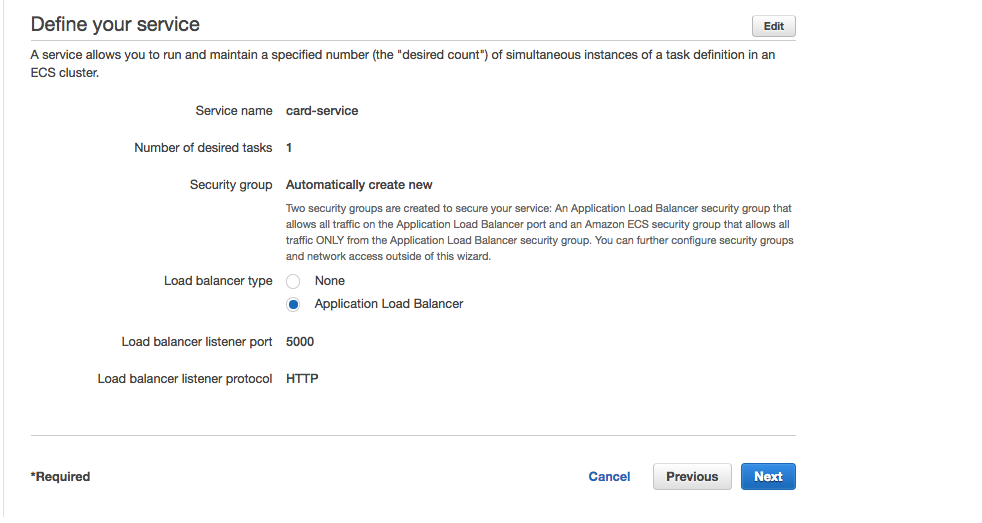 Define your service
Edit
A service allows you to run and maintain a specified number (the "desired count") of simultaneous instances of a task definition in an
ECS cluster.
Service name card-service
Number of desired tasks 1
Security group Automatically create new
Two security groups are created to secure your service: An Application Load Balancer security group that
allows all traffic on the Application Load Balancer port and an Amazon ECS security group that allows all
traffic ONLY from the Application Load Balancer security group. You can further configure security groups
and network access outside of this wizard.
Load balancer type None
Application Load Balancer
Load balancer listener port 5000
Load balancer listener protocol HTTP
*Required Cancel Previous Next